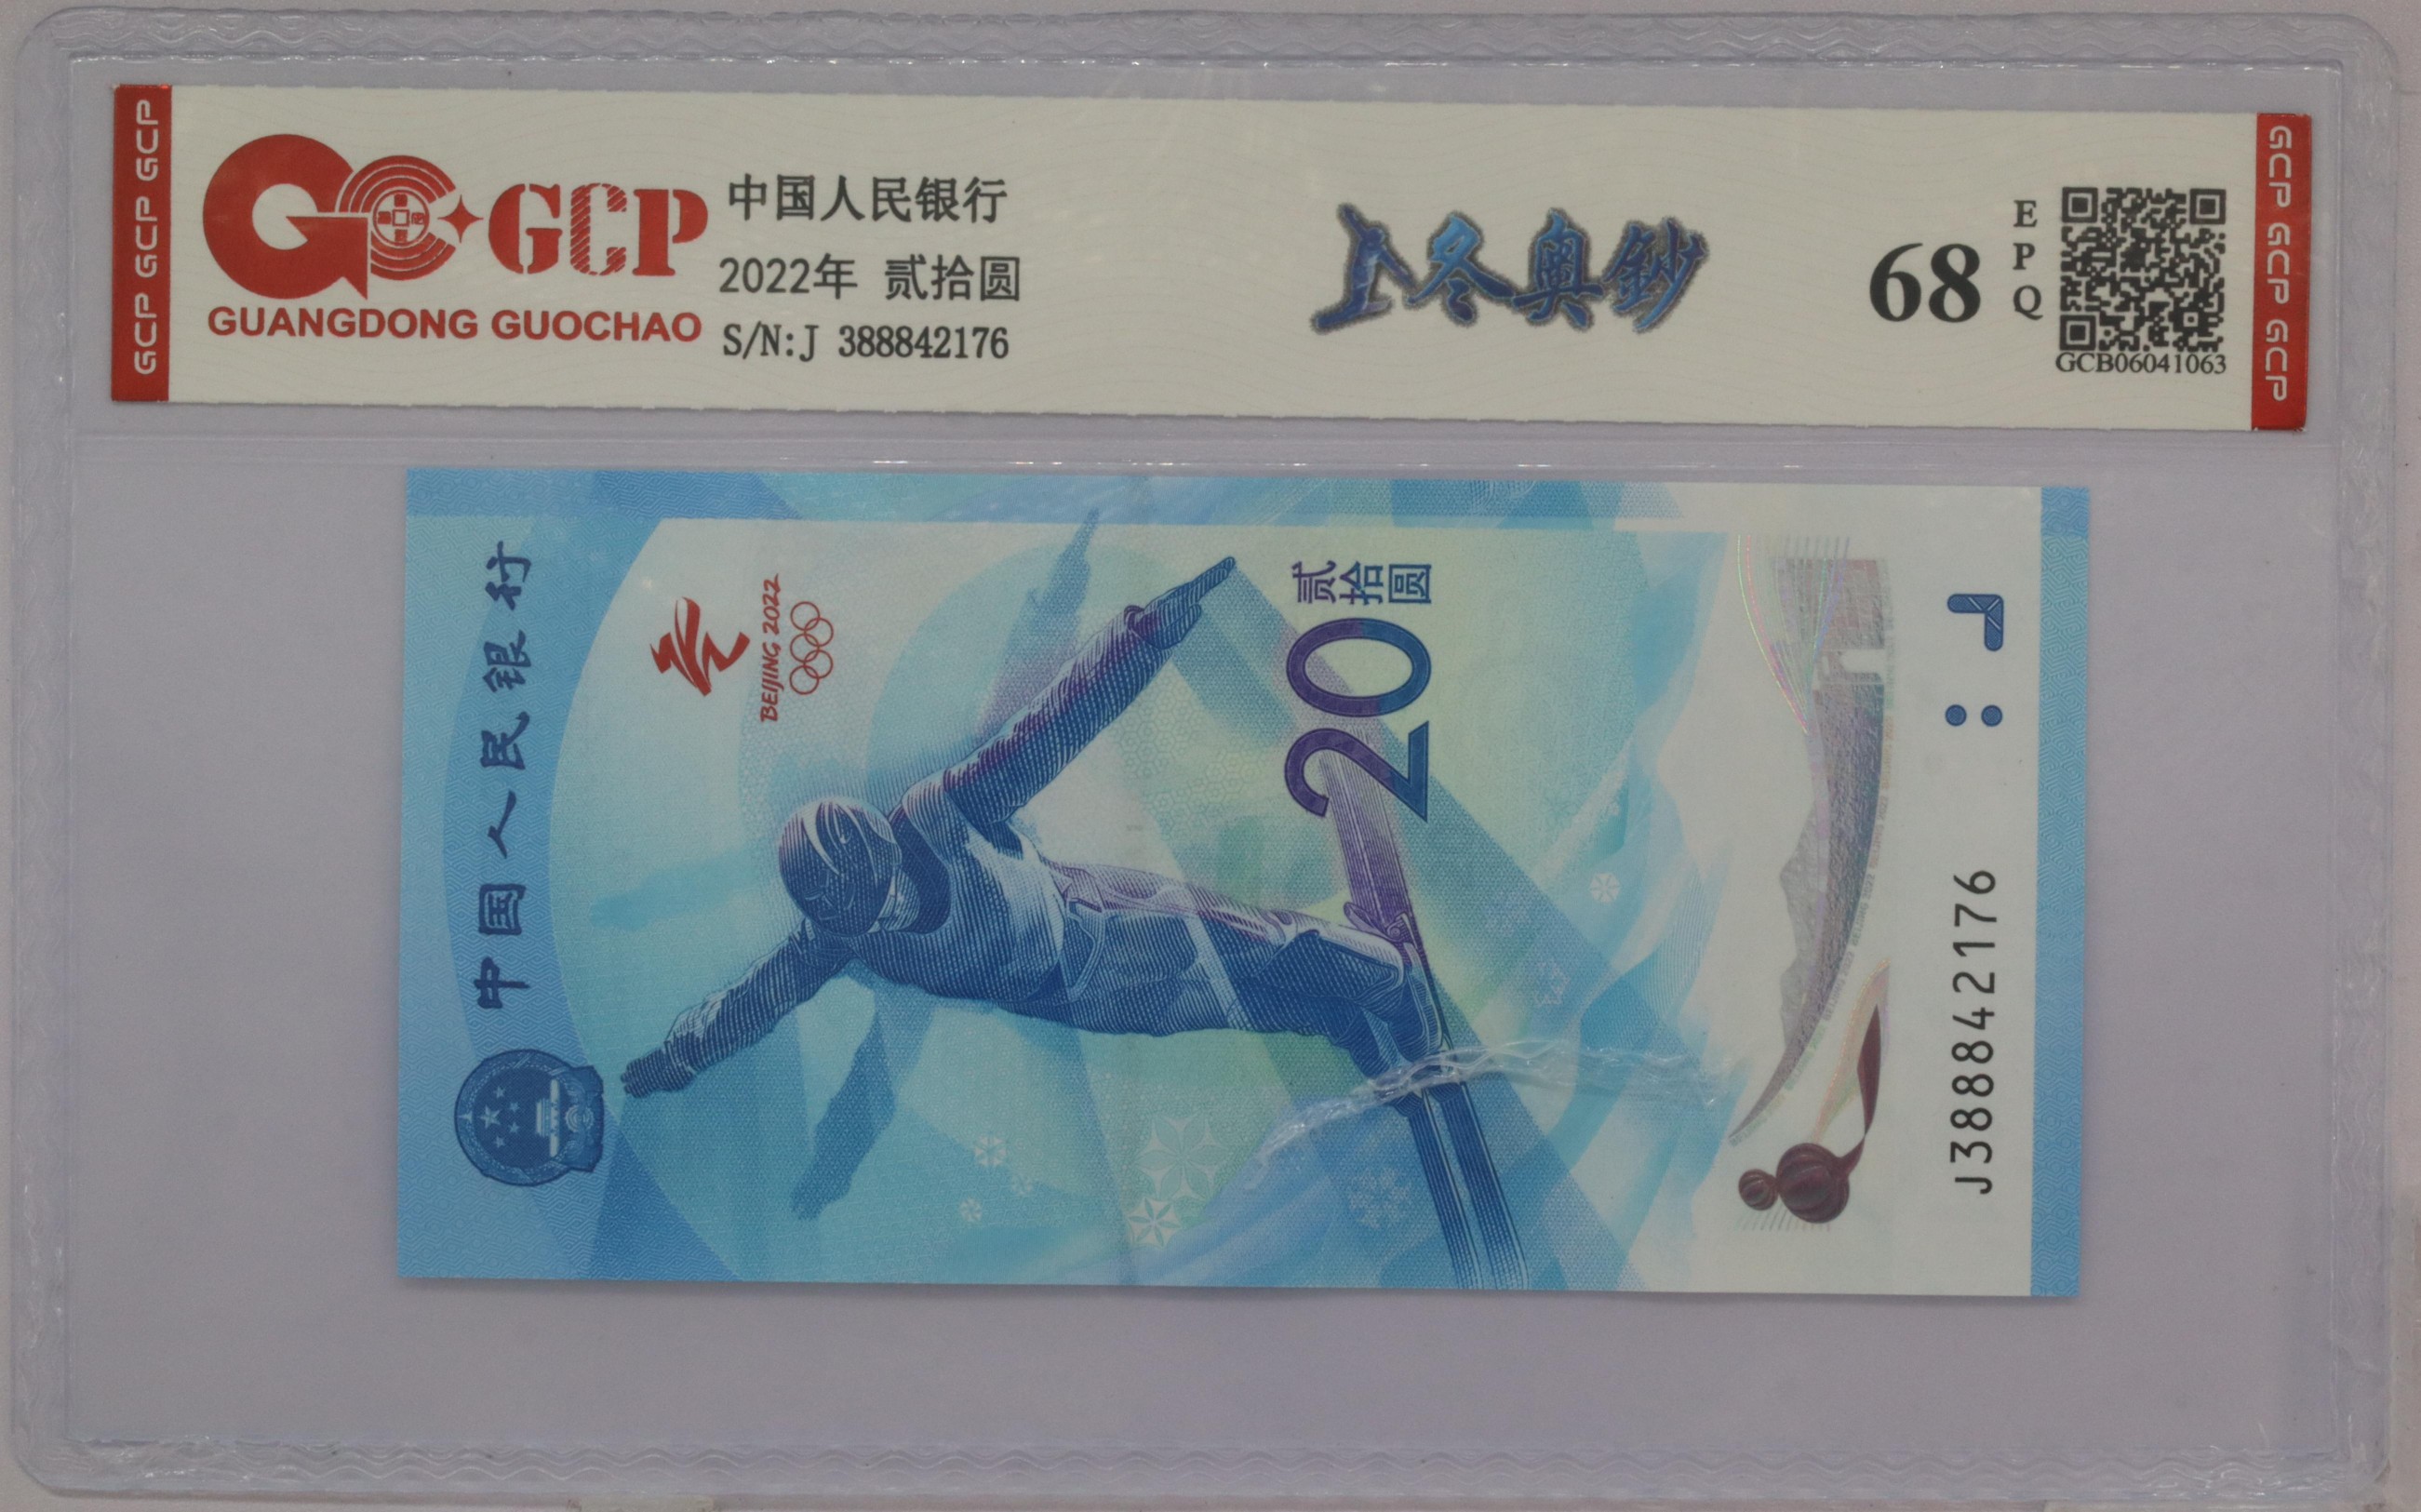 GCP GCP GCP
GCP
GUANGDONG GUOCHAO
中国人民银行
2022年 贰拾圆
S/N:J 388842176
冬奥鈔
68
EPQ
GCB06041063
GCP GCP GCP
中国人民银行
BEIJING 2022
贰拾圆
20
J388842176